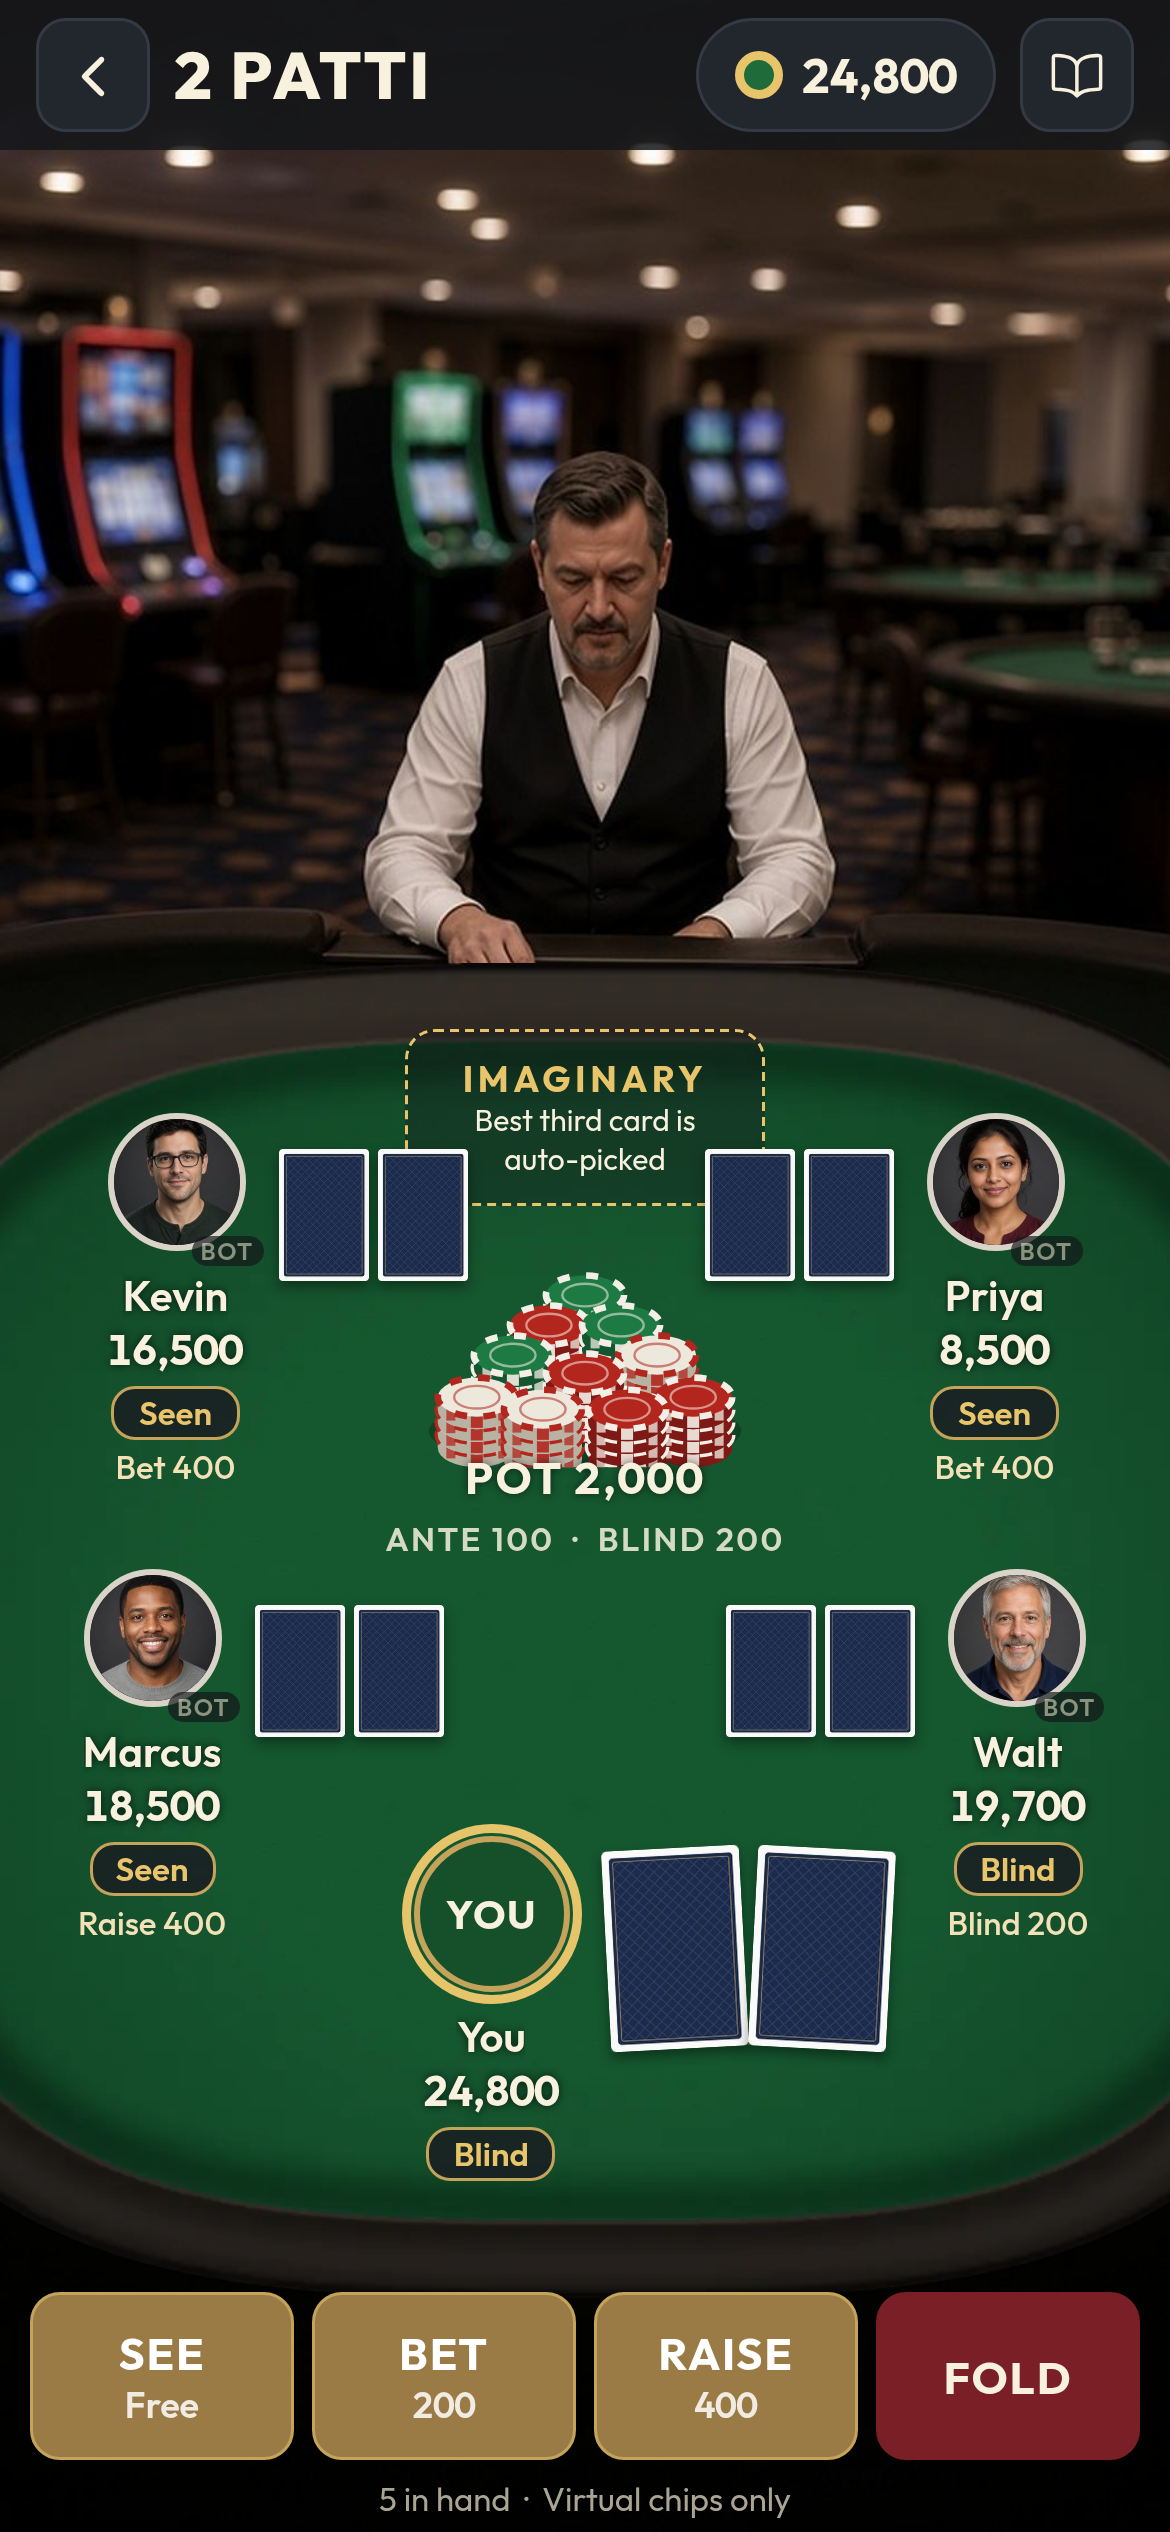 2 PATTI
24,800
IMAGINARY
Best third card is
auto-picked
BOT
Kevin
16,500
Seen
Bet 400
BOT
Priya
8,500
Seen
Bet 400
POT 2,000
ANTE 100 · BLIND 200
BOT
Marcus
18,500
Seen
Raise 400
BOT
Walt
19,700
Blind
Blind 200
YOU
You
24,800
Blind
SEE
Free
BET
200
RAISE
400
FOLD
5 in hand · Virtual chips only